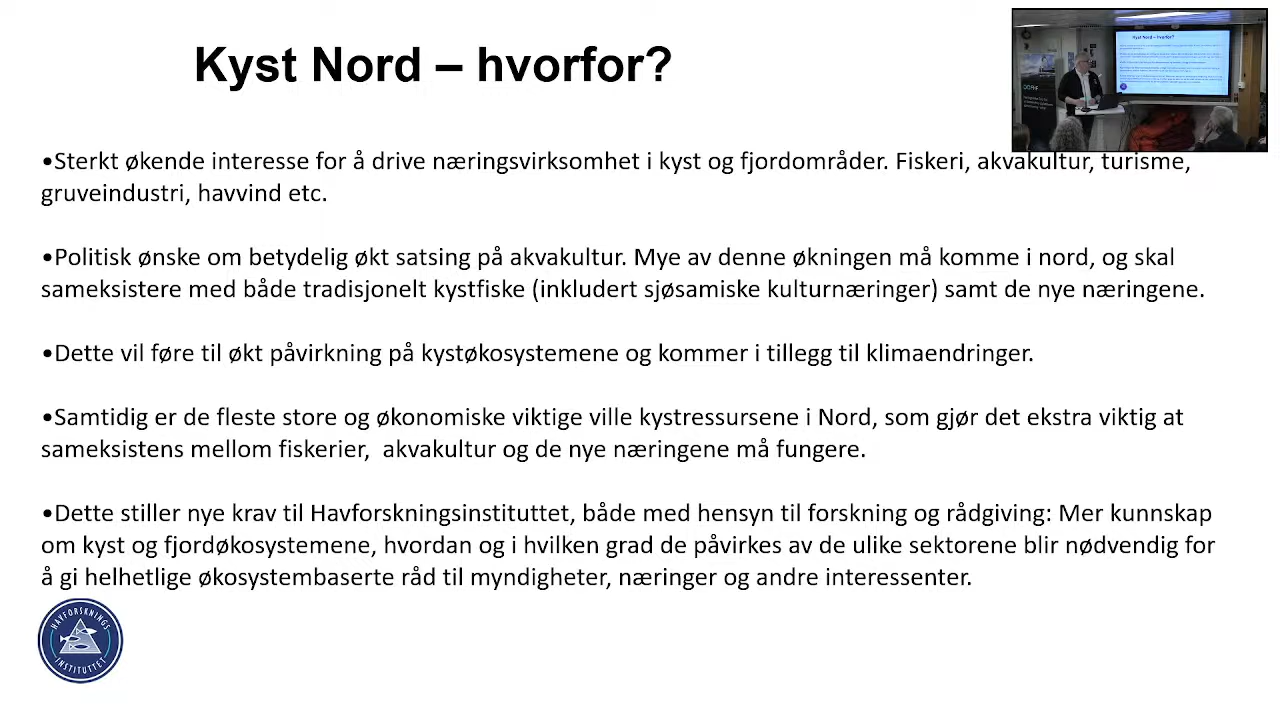 Kyst Nord – hvorfor?
•Sterkt økende interesse for å drive næringsvirksomhet i kyst og fjordområder. Fiskeri, akvakultur, turisme,
gruveindustri, havvind etc.
•Politisk ønske om betydelig økt satsing på akvakultur. Mye av denne økningen må komme i nord, og skal
sameksistere med både tradisjonelt kystfiske (inkludert sjøsamiske kulturnæringer) samt de nye næringene.
•Dette vil føre til økt påvirkning på kystøkosystemene og kommer i tillegg til klimaendringer.
•Samtidig er de fleste store og økonomiske viktige ville kystressursene i Nord, som gjør det ekstra viktig at
sameksistens mellom fiskerier, akvakultur og de nye næringene må fungere.
•Dette stiller nye krav til Havforskningsinstituttet, både med hensyn til forskning og rådgiving: Mer kunnskap
om kyst og fjordøkosystemene, hvordan og i hvilken grad de påvirkes av de ulike sektorene blir nødvendig for
å gi helhetlige økosystembaserte råd til myndigheter, næringer og andre interessenter.
HAVFORSKNINGS
INSTITUTTET
Kyst Nord – hvorfor?